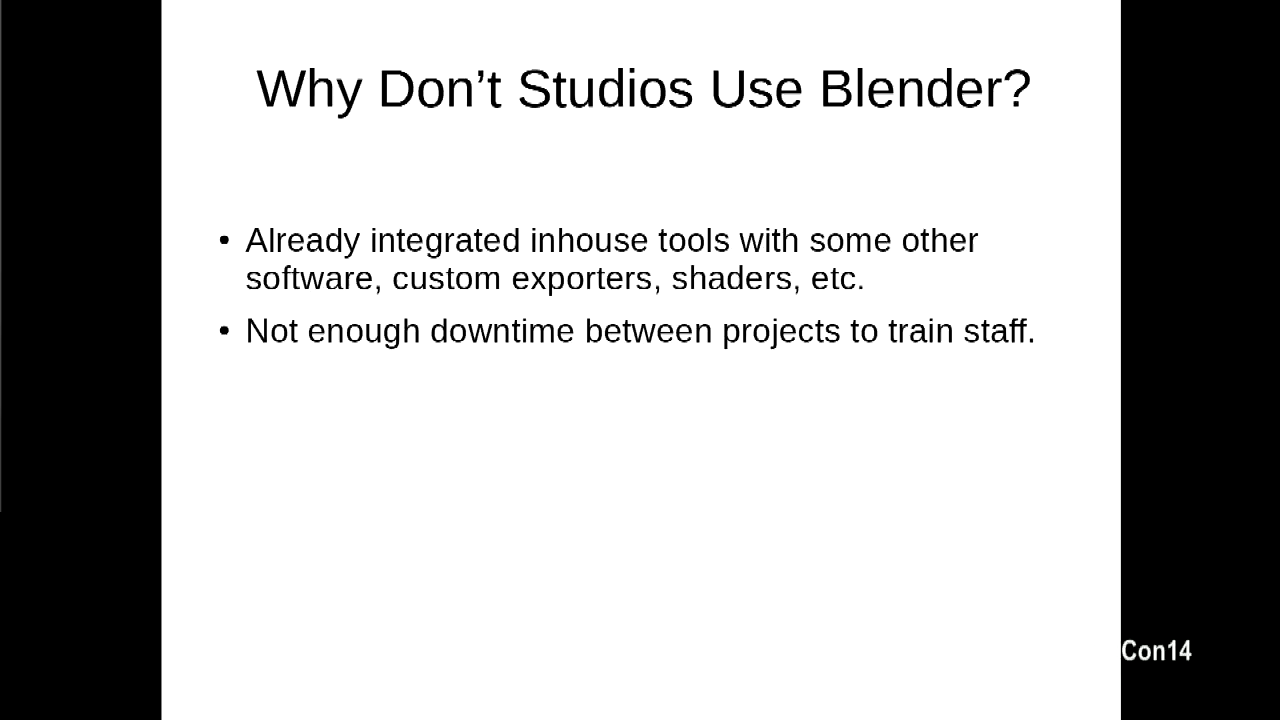 Why Don’t Studios Use Blender?
• Already integrated inhouse tools with some other
software, custom exporters, shaders, etc.
• Not enough downtime between projects to train staff.
Con14